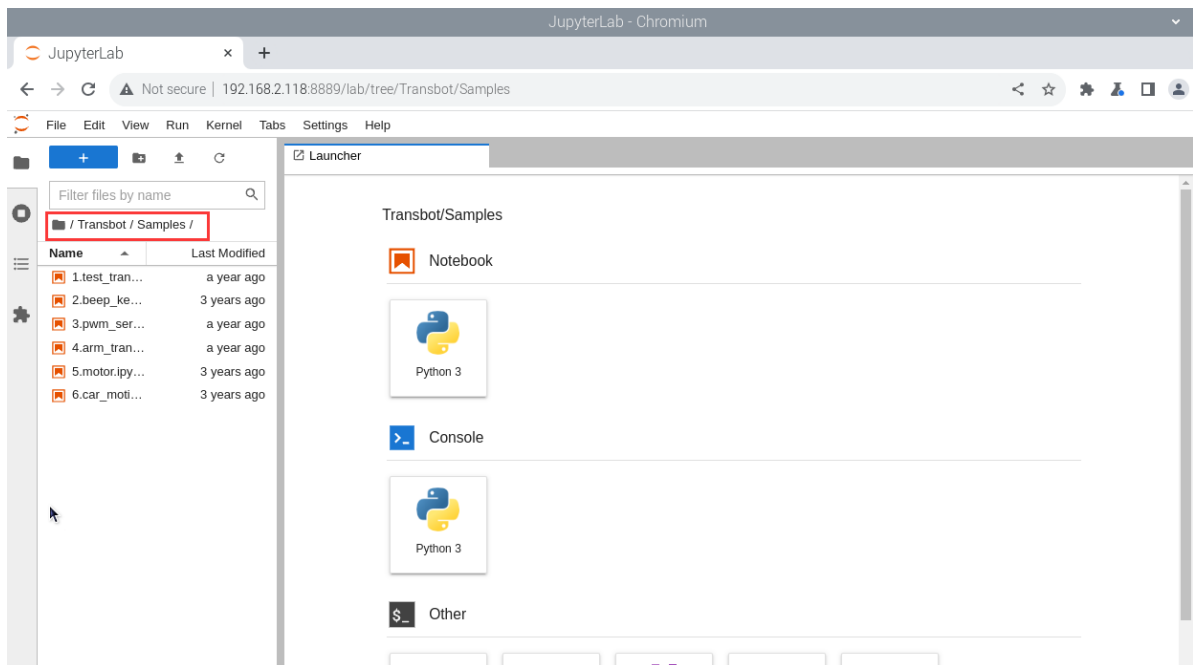 JupyterLab - Chromium
JupyterLab
Not secure | 192.168.2.118:8889/lab/tree/Transbot/Samples
File Edit View Run Kernel Tabs Settings Help
Launcher
Filter files by name
/ Transbot / Samples /
Name Last Modified
1.test_tran… a year ago
2.beep_ke… 3 years ago
3.pwm_ser… a year ago
4.arm_tran… a year ago
5.motor.ipy… 3 years ago
6.car_moti… 3 years ago
Transbot/Samples
Notebook
Python 3
Console
Python 3
$_ Other